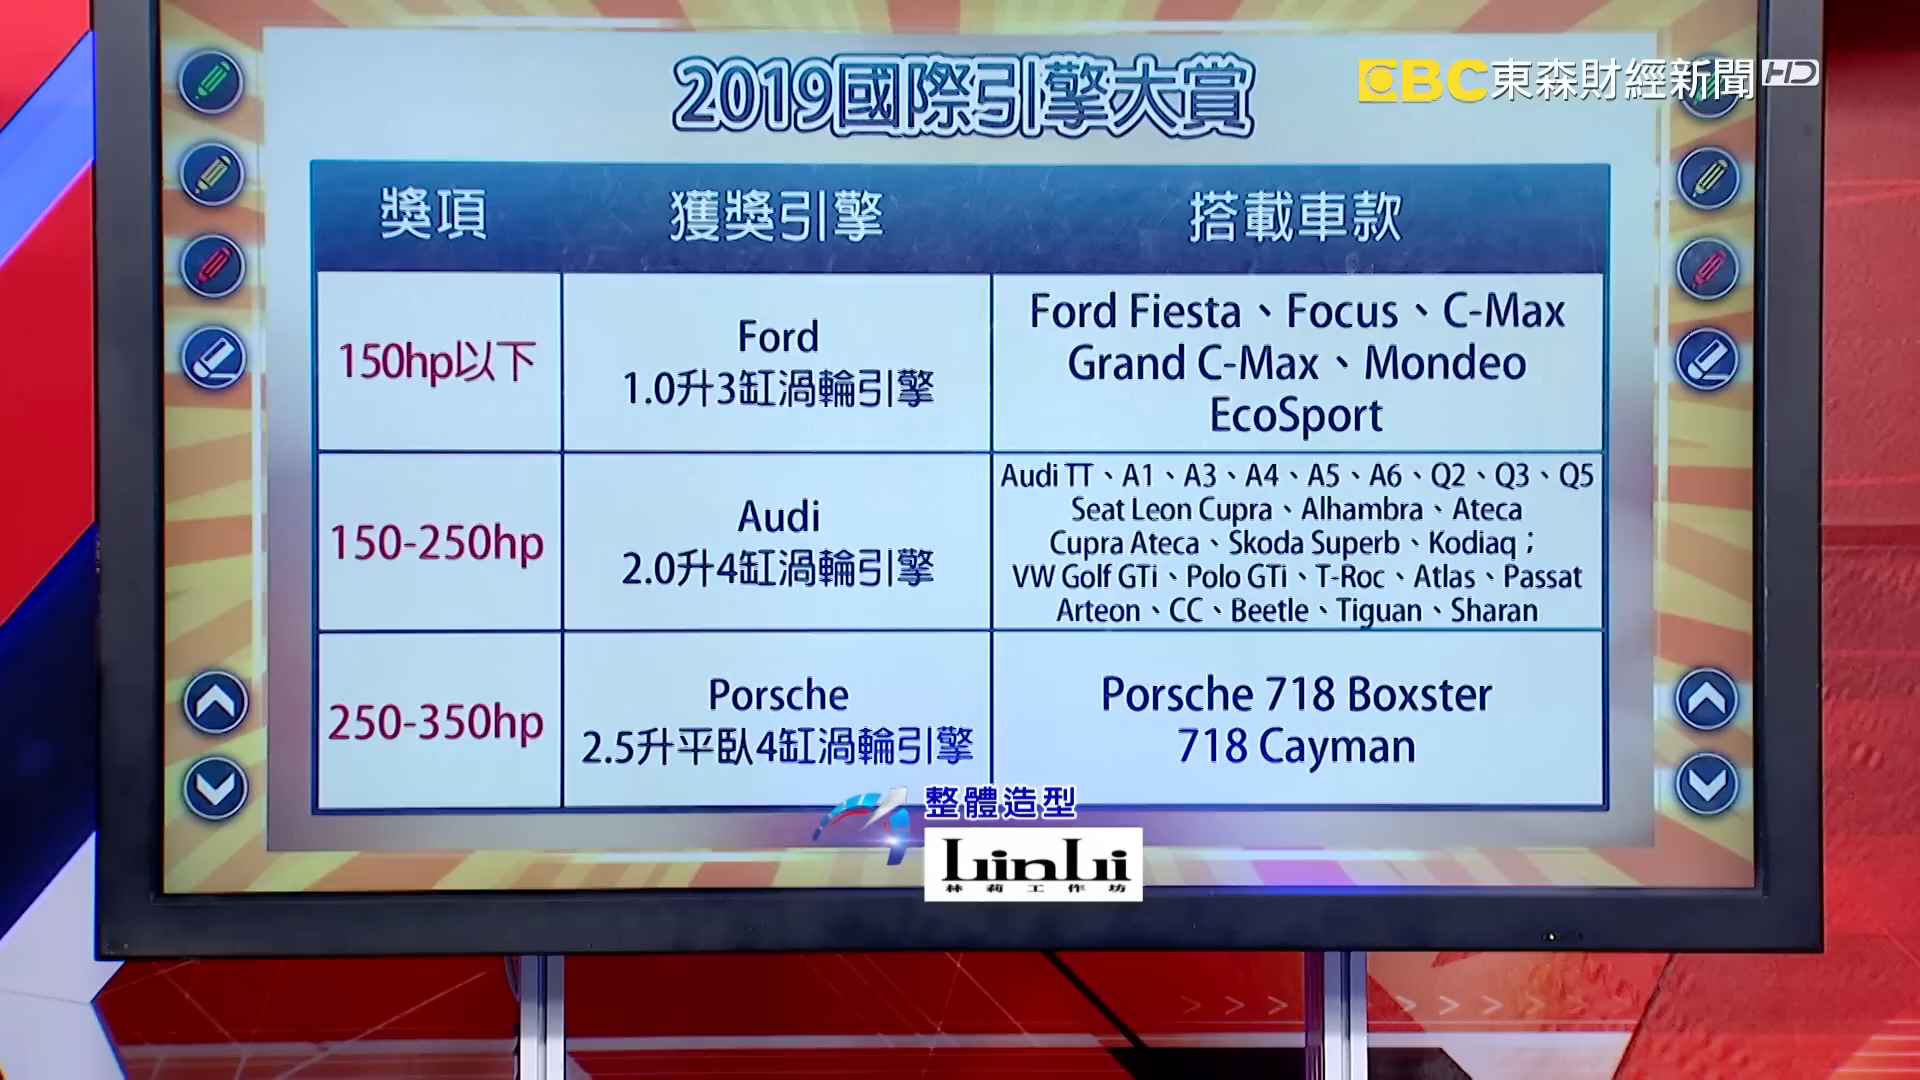 2019國際引擎大賞
EBC東森財經新聞HD
獎項 獲獎引擎 搭載車款
150hp以下
Ford
1.0升3缸渦輪引擎
Ford Fiesta、Focus、C-Max
Grand C-Max、Mondeo
EcoSport
150-250hp
Audi
2.0升4缸渦輪引擎
Audi TT、A1、A3、A4、A5、A6、Q2、Q3、Q5
Seat Leon Cupra、Alhambra、Ateca
Cupra Ateca、Skoda Superb、Kodiaq；
VW Golf GTi、Polo GTi、T-Roc、Atlas、Passat
Arteon、CC、Beetle、Tiguan、Sharan
250-350hp
Porsche
2.5升平臥4缸渦輪引擎
Porsche 718 Boxster
718 Cayman
整體造型
LinLi
林莉工作坊